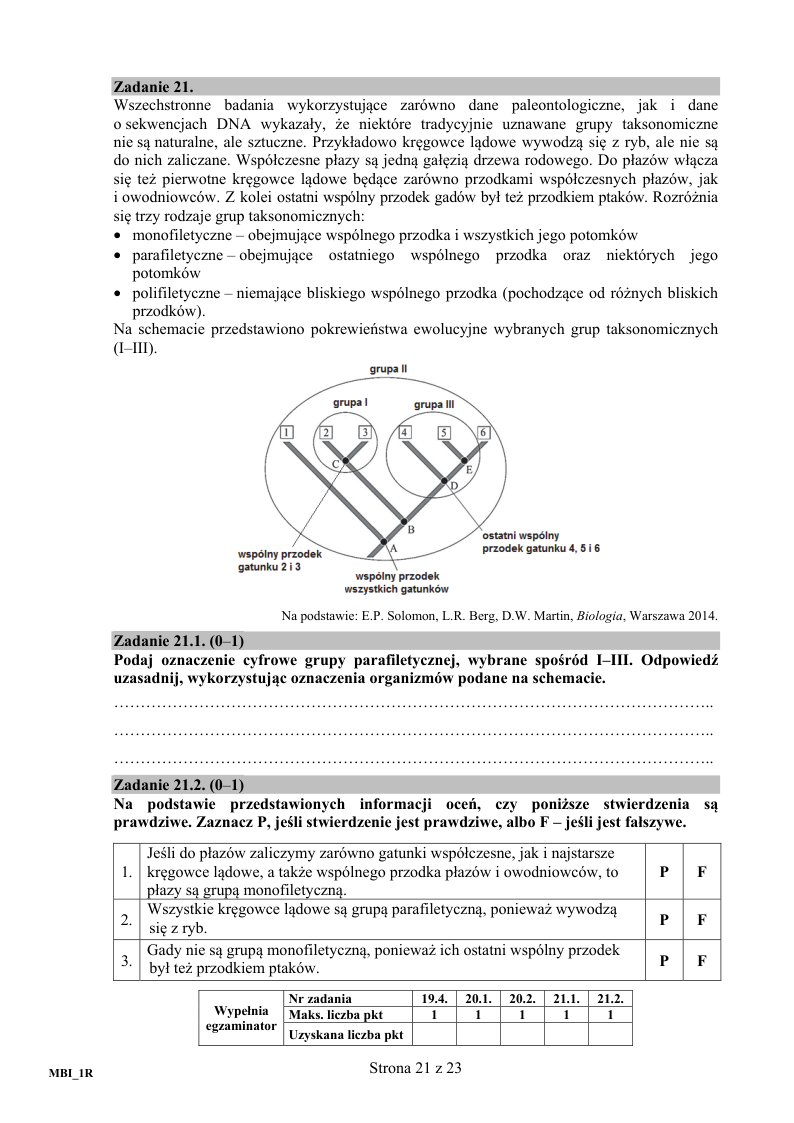 Zadanie 21.
Wszechstronne badania wykorzystujące zarówno dane paleontologiczne, jak i dane
o sekwencjach DNA wykazały, że niektóre tradycyjnie uznawane grupy taksonomiczne
nie są naturalne, ale sztuczne. Przykładowo kręgowce lądowe wywodzą się z ryb, ale nie są
do nich zaliczane. Współczesne płazy są jedną gałęzią drzewa rodowego. Do płazów włącza
się też pierwotne kręgowce lądowe będące zarówno przodkami współczesnych płazów, jak
i owodniowców. Z kolei ostatni wspólny przodek gadów był też przodkiem ptaków. Rozróżnia
się trzy rodzaje grup taksonomicznych:
• monofiletyczne – obejmujące wspólnego przodka i wszystkich jego potomków
• parafiletyczne – obejmujące ostatniego wspólnego przodka oraz niektórych jego
potomków
• polifiletyczne – niemające bliskiego wspólnego przodka (pochodzące od różnych bliskich
przodków).
Na schemacie przedstawiono pokrewieństwa ewolucyjne wybranych grup taksonomicznych
(I–III).
grupa II
grupa I
grupa III
1 2 3 4 5 6
C
E
D
B
A
ostatni wspólny
przodek gatunku 4, 5 i 6
wspólny przodek
gatunku 2 i 3
wspólny przodek
wszystkich gatunków
Na podstawie: E.P. Solomon, L.R. Berg, D.W. Martin, Biologia, Warszawa 2014.
Zadanie 21.1. (0–1)
Podaj oznaczenie cyfrowe grupy parafiletycznej, wybrane spośród I–III. Odpowiedź
uzasadnij, wykorzystując oznaczenia organizmów podane na schemacie.
…………………………………………………………………………………………………..
…………………………………………………………………………………………………..
…………………………………………………………………………………………………..
Zadanie 21.2. (0–1)
Na podstawie przedstawionych informacji oceń, czy poniższe stwierdzenia są
prawdziwe. Zaznacz P, jeśli stwierdzenie jest prawdziwe, albo F – jeśli jest fałszywe.
Jeśli do płazów zaliczymy zarówno gatunki współczesne, jak i najstarsze
1. kręgowce lądowe, a także wspólnego przodka płazów i owodniowców, to P F
płazy są grupą monofiletyczną.
2. Wszystkie kręgowce lądowe są grupą parafiletyczną, ponieważ wywodzą P F
się z ryb.
3. Gady nie są grupą monofiletyczną, ponieważ ich ostatni wspólny przodek P F
był też przodkiem ptaków.
Wypełnia
egzaminator
Nr zadania 19.4. 20.1. 20.2. 21.1. 21.2.
Maks. liczba pkt 1 1 1 1 1
Uzyskana liczba pkt
Strona 21 z 23
MBI_1R